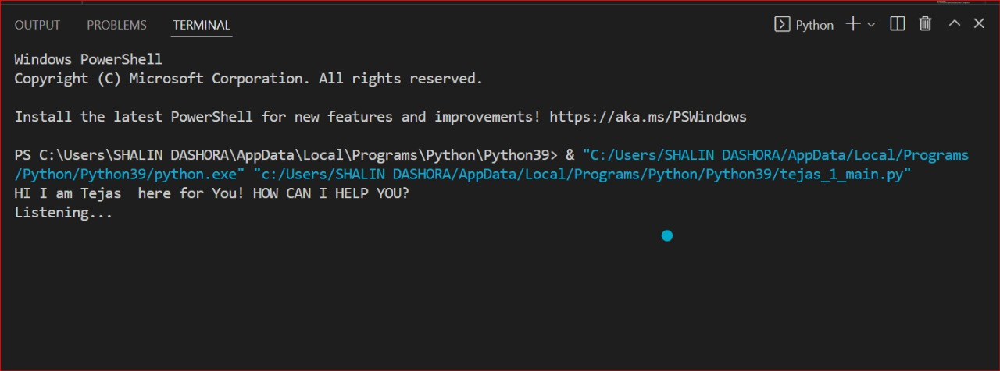 OUTPUT PROBLEMS TERMINAL Python
Windows PowerShell
Copyright (C) Microsoft Corporation. All rights reserved.
Install the latest PowerShell for new features and improvements! https://aka.ms/PSWindows
PS C:\Users\SHALIN DASHORA\AppData\Local\Programs\Python\Python39> & "C:/Users/SHALIN DASHORA/AppData/Local/Programs
/Python/Python39/python.exe" "c:/Users/SHALIN DASHORA/AppData/Local/Programs/Python/Python39/tejas_1_main.py"
HI I am Tejas  here for You! HOW CAN I HELP YOU?
Listening...